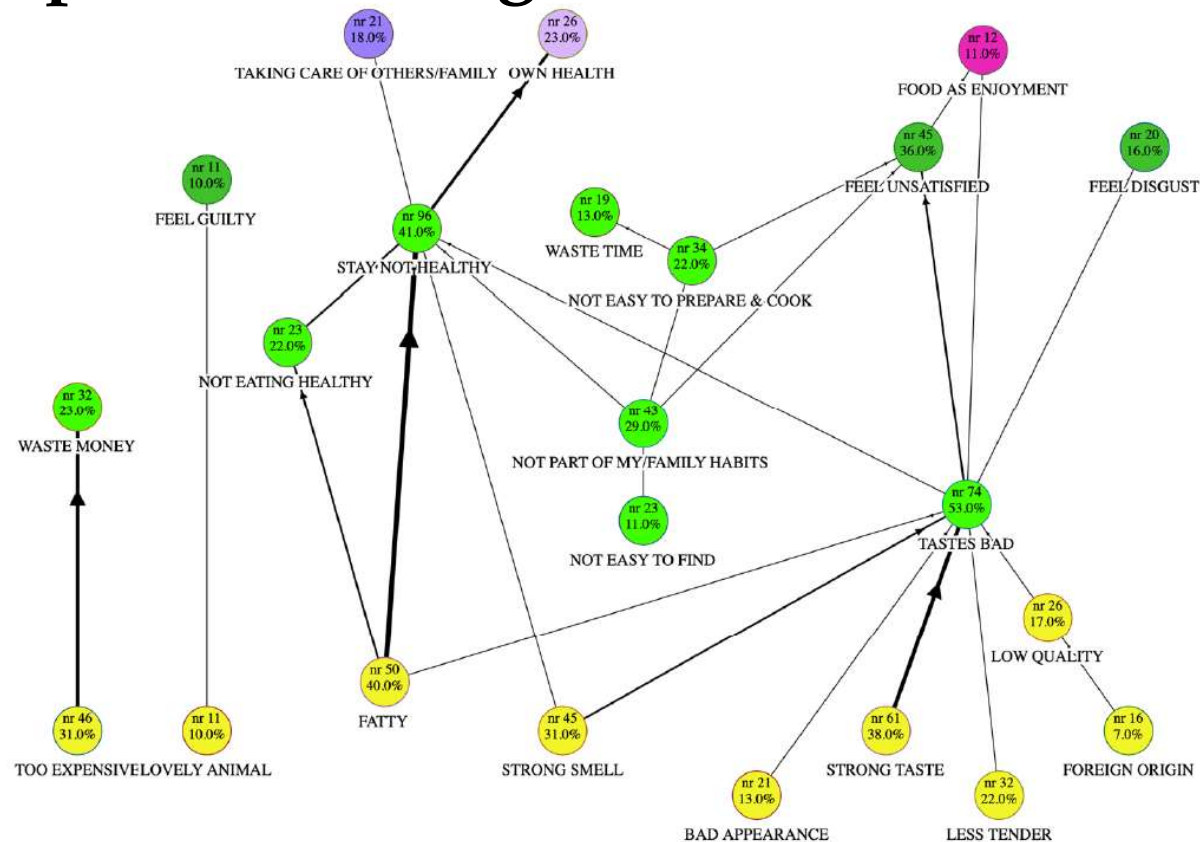 nr 21
18.0%
TAKING CARE OF OTHERS/FAMILY
nr 26
23.0%
OWN HEALTH
nr 12
11.0%
FOOD AS ENJOYMENT
nr 11
10.0%
FEEL GUILTY
nr 96
41.0%
STAY NOT HEALTHY
nr 19
13.0%
WASTE TIME
nr 34
22.0%
NOT EASY TO PREPARE & COOK
nr 45
36.0%
FEEL UNSATISFIED
nr 20
16.0%
FEEL DISGUST
nr 23
22.0%
NOT EATING HEALTHY
nr 32
23.0%
WASTE MONEY
nr 43
29.0%
NOT PART OF MY/FAMILY HABITS
nr 23
11.0%
NOT EASY TO FIND
nr 74
53.0%
TASTES BAD
nr 26
17.0%
LOW QUALITY
nr 46
31.0%
TOO EXPENSIVE
nr 11
10.0%
LOVELY ANIMAL
nr 50
40.0%
FATTY
nr 45
31.0%
STRONG SMELL
nr 61
38.0%
STRONG TASTE
nr 16
7.0%
FOREIGN ORIGIN
nr 21
13.0%
BAD APPEARANCE
nr 32
22.0%
LESS TENDER